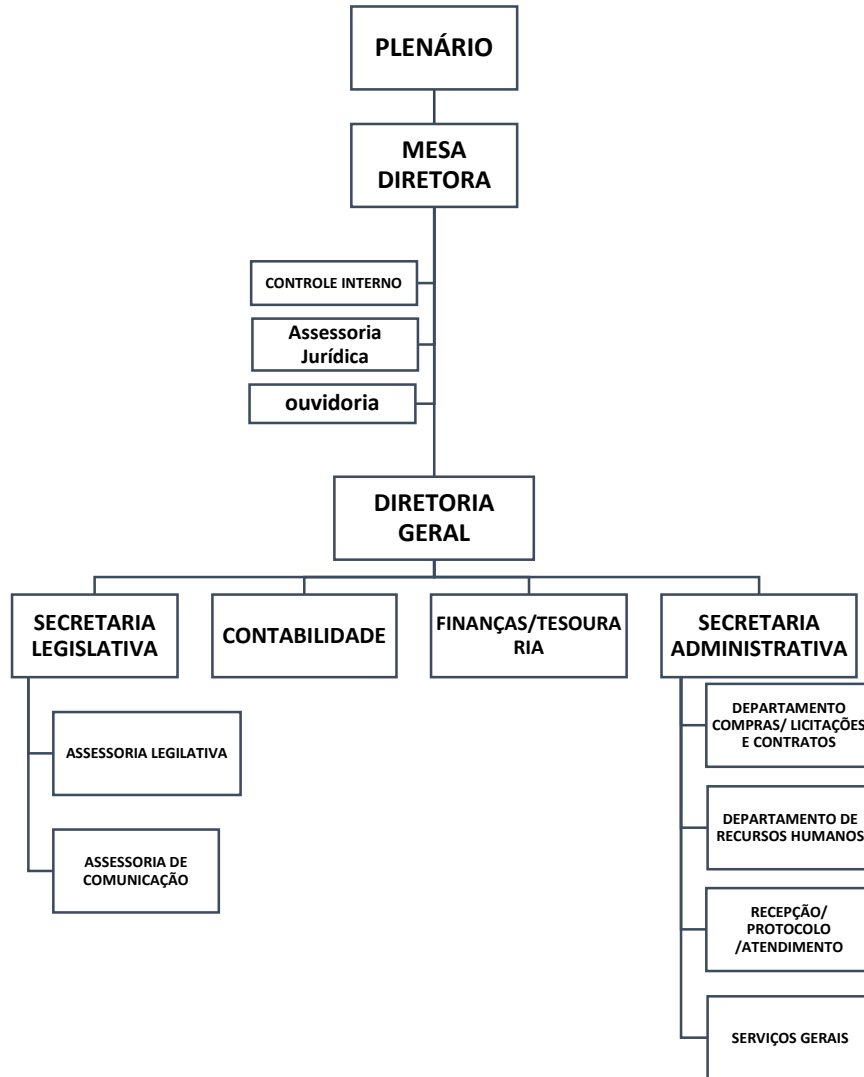 PLENÁRIO
MESA
DIRETORA
CONTROLE INTERNO
Assessoria
Jurídica
ouvidoria
DIRETORIA
GERAL
SECRETARIA
LEGISLATIVA
CONTABILIDADE
FINANÇAS/TESOURA
RIA
SECRETARIA
ADMINISTRATIVA
ASSESSORIA LEGILATIVA
ASSESSORIA DE
COMUNICAÇÃO
DEPARTAMENTO
COMPRAS/ LICITAÇÕES
E CONTRATOS
DEPARTAMENTO DE
RECURSOS HUMANOS
RECEPÇÃO/
PROTOCOLO
/ATENDIMENTO
SERVIÇOS GERAIS